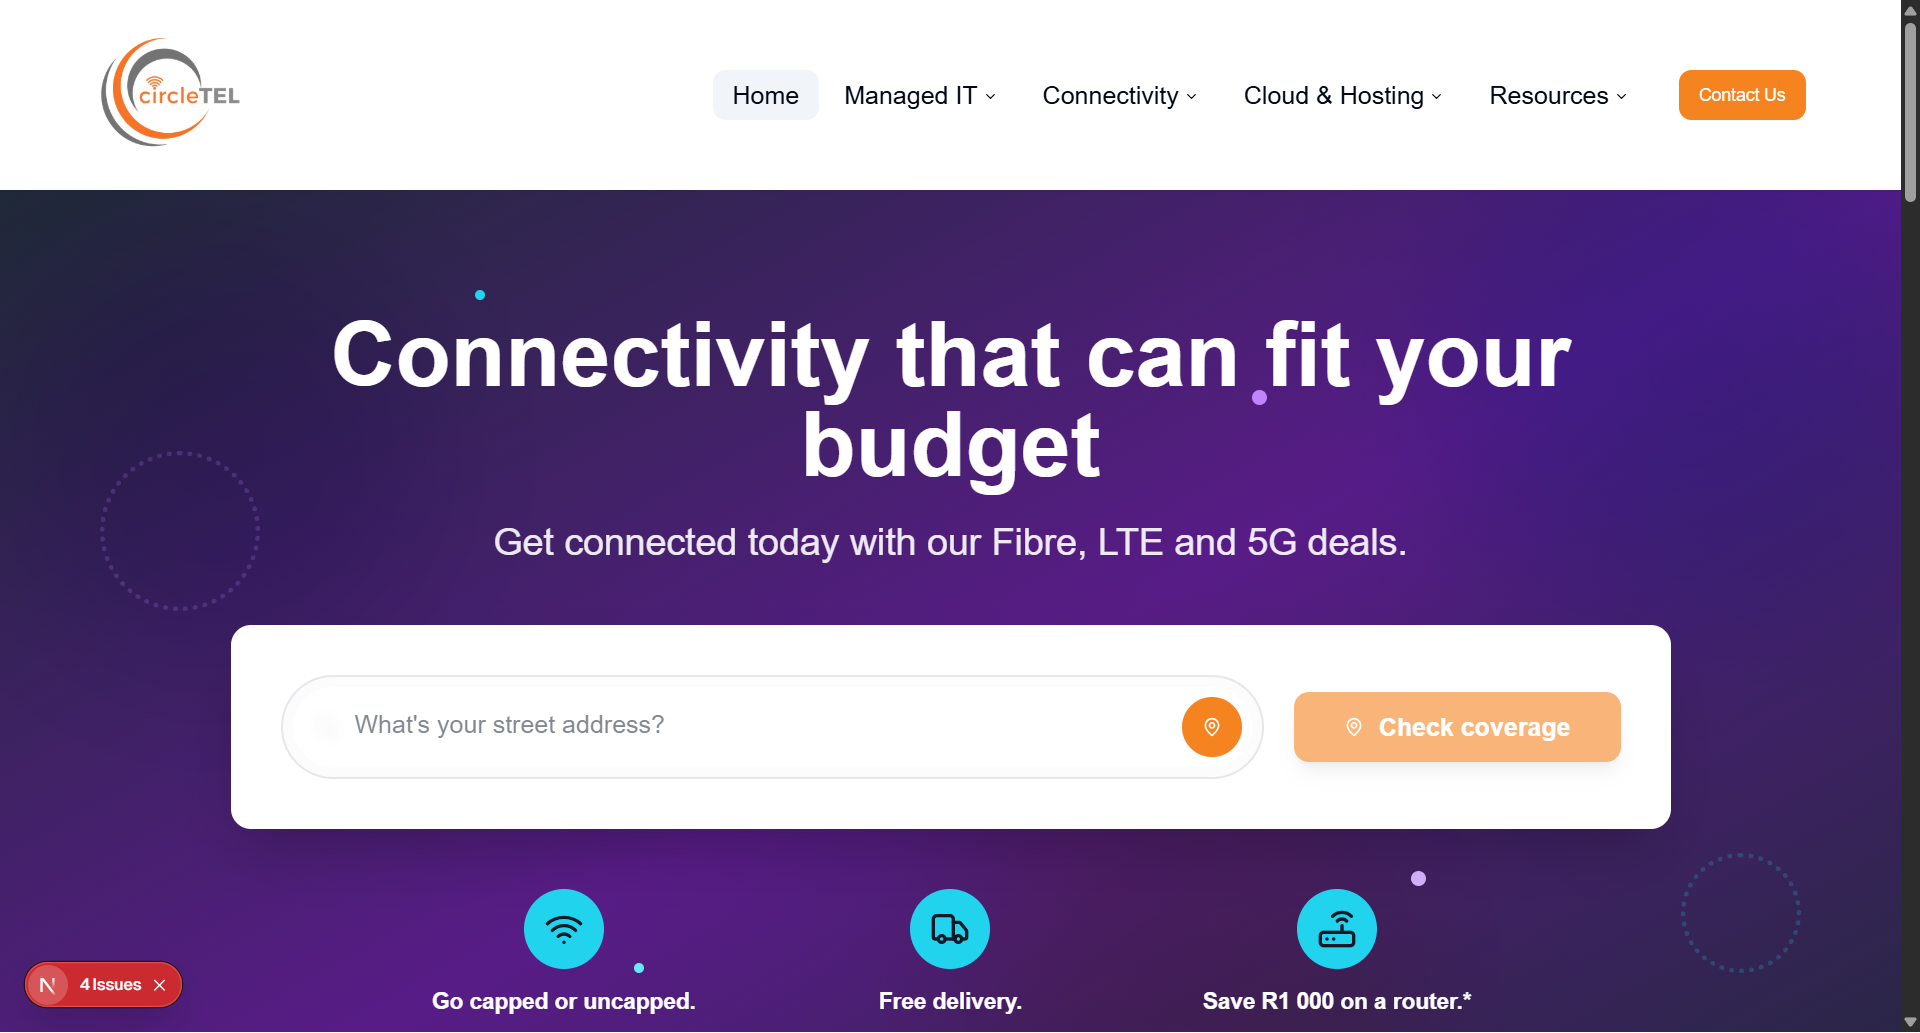 circleTEL
Home
Managed IT
Connectivity
Cloud & Hosting
Resources
Contact Us
Connectivity that can fit your
budget
Get connected today with our Fibre, LTE and 5G deals.
What's your street address?
Check coverage
Go capped or uncapped.
Free delivery.
Save R1 000 on a router.*
N
4 Issues